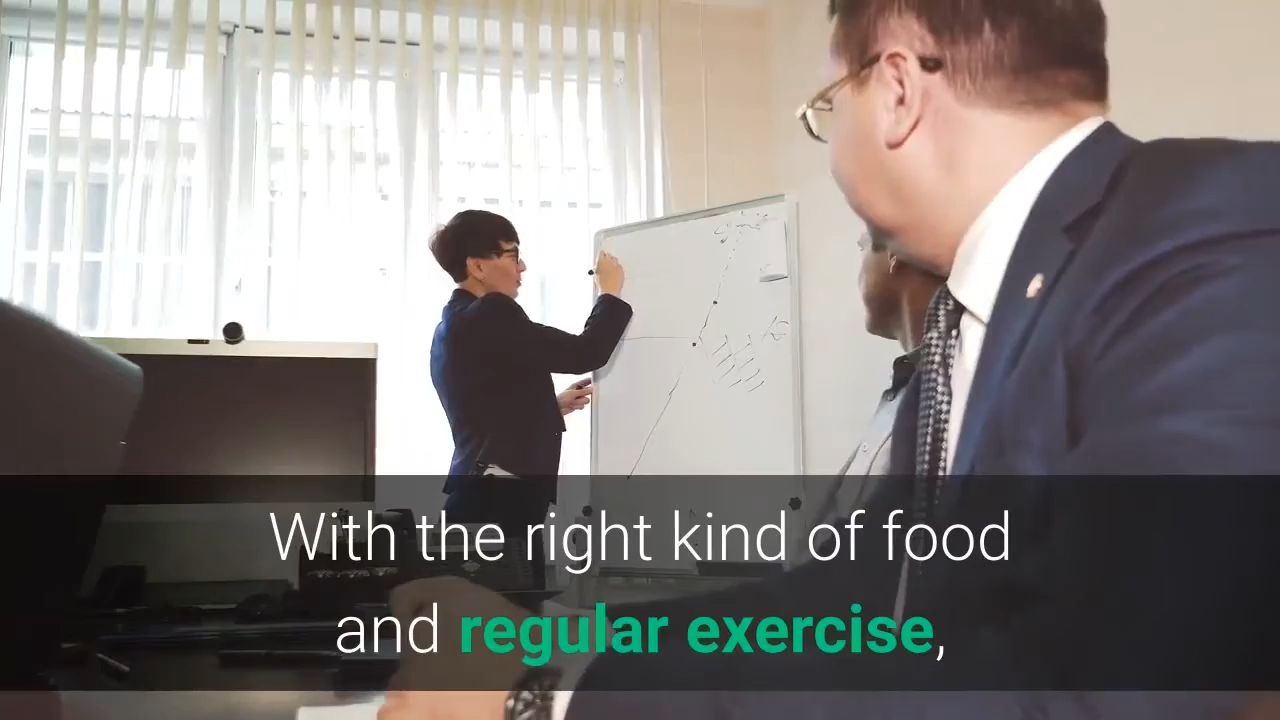 With the right kind of food
and regular exercise,